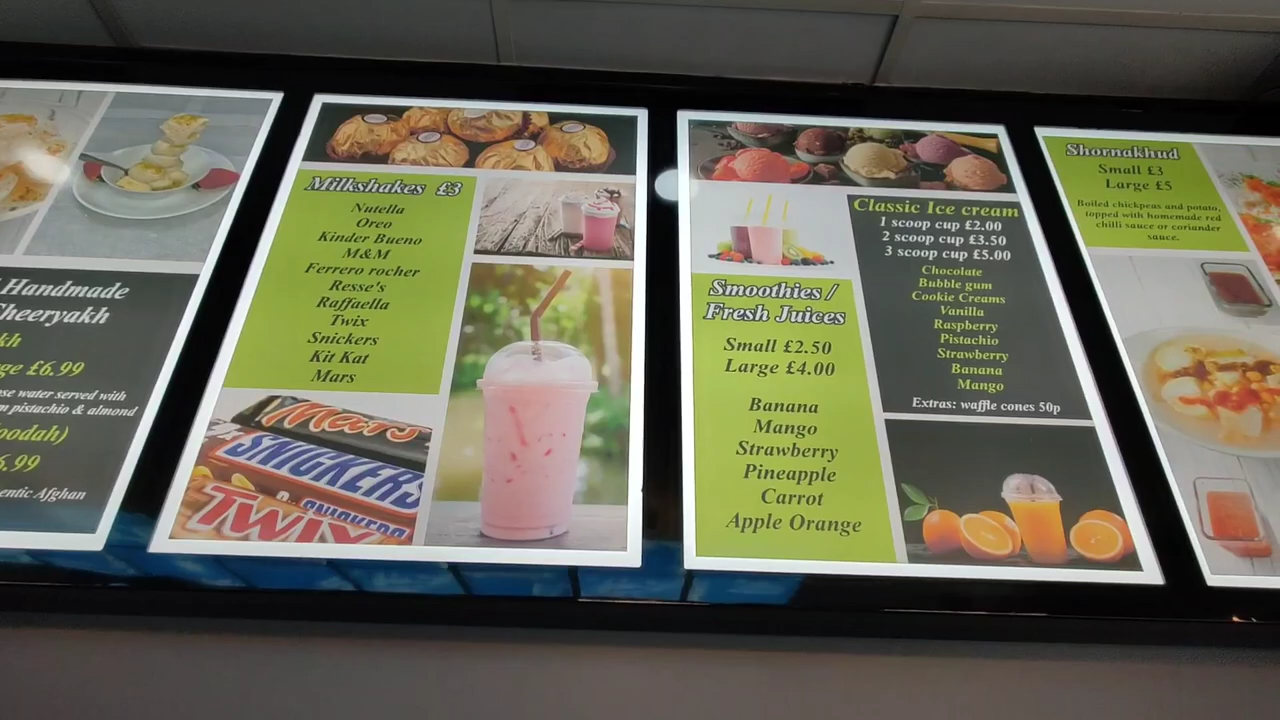 Handmade
Cheeryakh
kh
ge £6.99
se water served with
m pistachio & almond
oodah)
6.99
entic Afghan
Milkshakes £3
Nutella
Oreo
Kinder Bueno
M&M
Ferrero rocher
Resse's
Raffaella
Twix
Snickers
Kit Kat
Mars
Mars
SNICKERS
SNICKERS
TWIX
Smoothies /
Fresh Juices
Small £2.50
Large £4.00
Banana
Mango
Strawberry
Pineapple
Carrot
Apple Orange
Classic Ice cream
1 scoop cup £2.00
2 scoop cup £3.50
3 scoop cup £5.00
Chocolate
Bubble gum
Cookie Creams
Vanilla
Raspberry
Pistachio
Strawberry
Banana
Mango
Extras: waffle cones 50p
Shornakhud
Small £3
Large £5
Boiled chickpeas and potato,
topped with homemade red
chilli sauce or coriander
sauce.